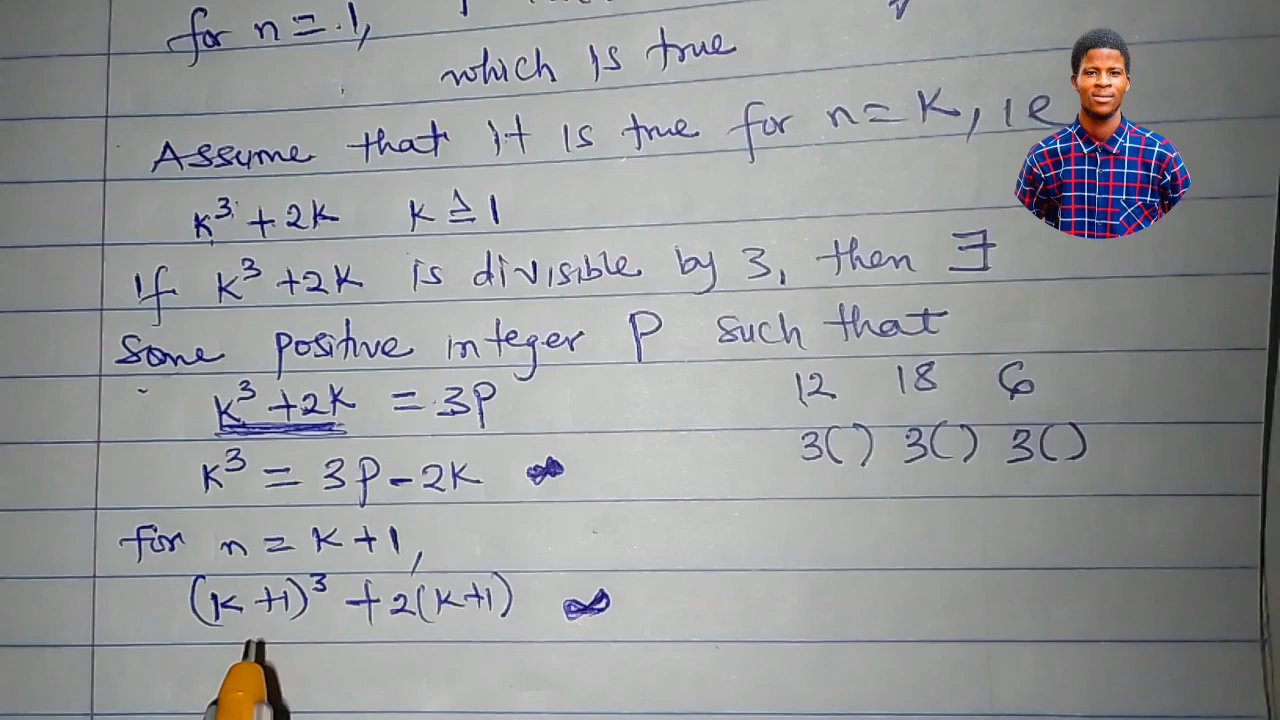 for n = 1,
which is true
Assume that it is true for n = K, ie
K³ + 2K K ≥ 1
If K³ + 2K is divisible by 3, then ∃
Some positive integer P such that
K³ + 2K = 3P
12 18 6
K³ = 3P - 2K
3( ) 3( ) 3( )
for n = K + 1,
(K + 1)³ + 2(K + 1)